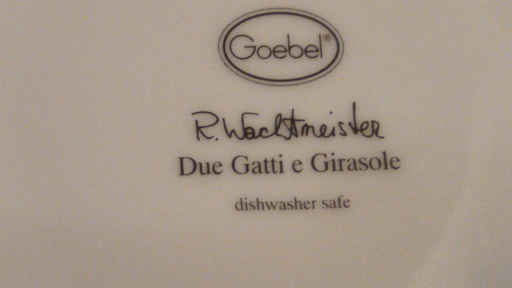 Goebel®
R. Wachtmeister
Due Gatti e Girasole
dishwasher safe